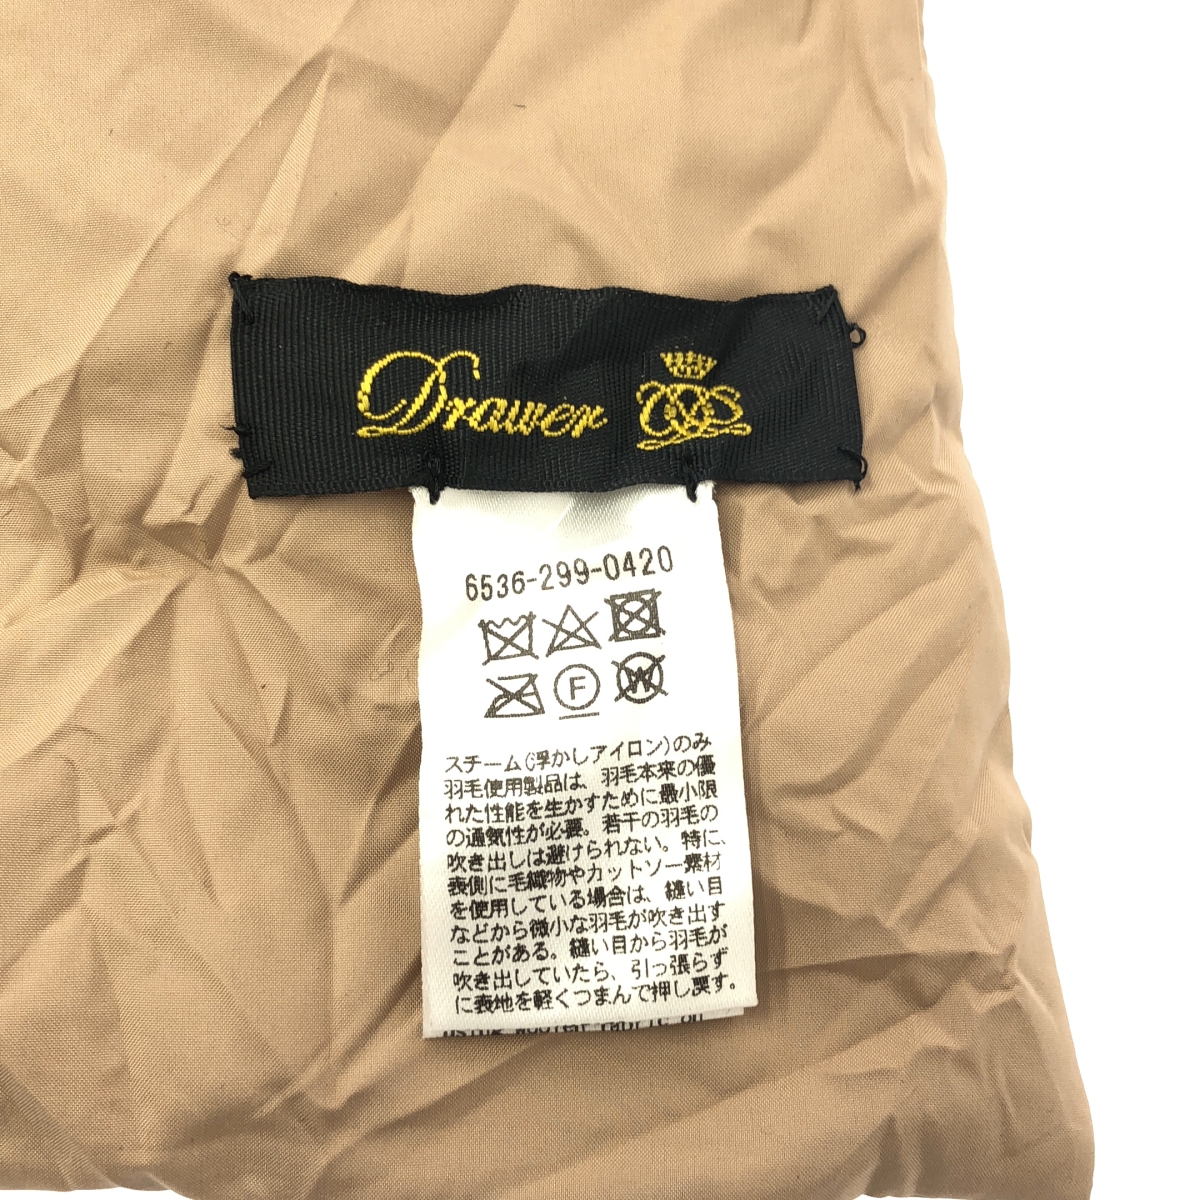 Drawer
6536-299-0420
F
W
スチーム(浮かしアイロン)のみ
羽毛使用製品は、羽毛本来の優
れた性能を生かすために最小限
の通気性が必要。若干の羽毛の
吹き出しは避けられない。特に、
表側に毛織物やカットソー素材
を使用している場合は、縫い目
などから微小な羽毛が吹き出す
ことがある。縫い目から羽毛が
吹き出していたら、引っ張らず
に表地を軽くつまんで押し戻す。